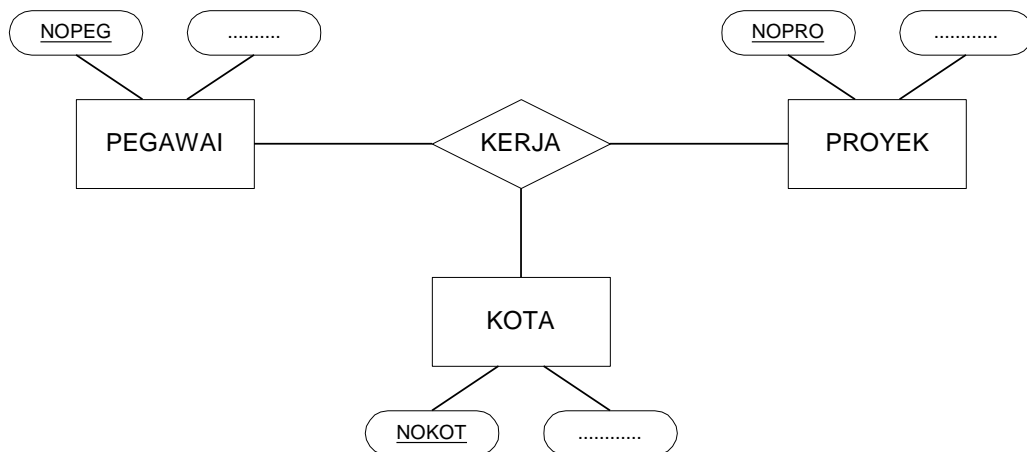 NOPEG
..........
NOPRO
............
PEGAWAI
KERJA
PROYEK
KOTA
NOKOT
............